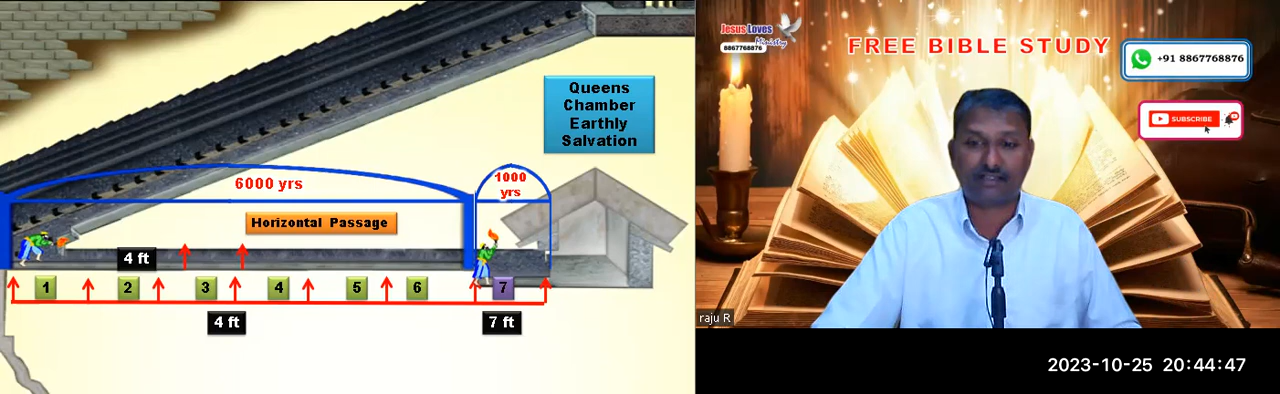 Queens
Chamber
Earthly
Salvation
6000 yrs
1000
yrs
Horizontal Passage
4 ft
1
2
3
4
5
6
7
4 ft
7 ft
Jesus Loves
Ministry
8867768876
FREE BIBLE STUDY
+91 8867768876
SUBSCRIBE
raju R
2023-10-25 20:44:47